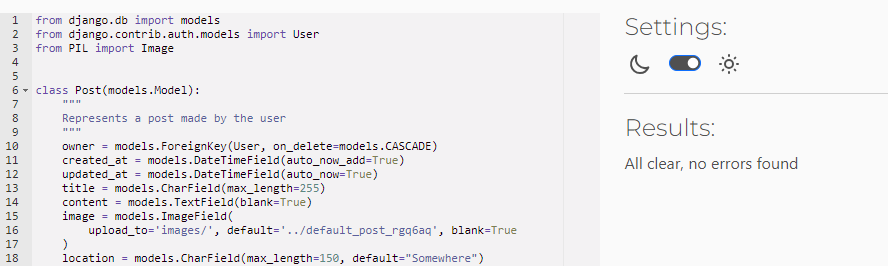 1 from django.db import models
2 from django.contrib.auth.models import User
3 from PIL import Image
4
5
6 class Post(models.Model):
7     """
8     Represents a post made by the user
9     """
10     owner = models.ForeignKey(User, on_delete=models.CASCADE)
11     created_at = models.DateTimeField(auto_now_add=True)
12     updated_at = models.DateTimeField(auto_now=True)
13     title = models.CharField(max_length=255)
14     content = models.TextField(blank=True)
15     image = models.ImageField(
16         upload_to='images/', default='../default_post_rgq6aq', blank=True
17     )
18     location = models.CharField(max_length=150, default="Somewhere")
Settings:
Results:
All clear, no errors found